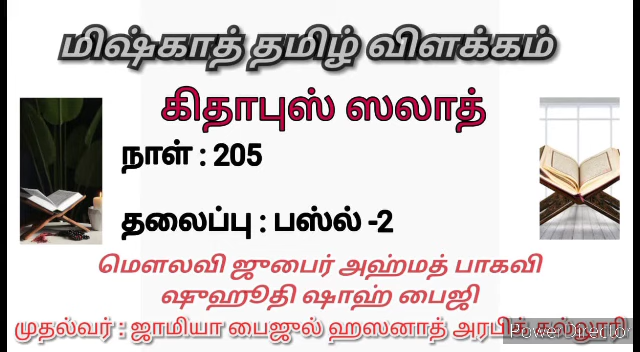 மிஷ்காத் தமிழ் விளக்கம்
கிதாபுஸ் ஸலாத்
நாள் : 205
தலைப்பு : பஸ்ல் -2
மௌலவி ஜுபைர் அஹ்மத் பாகவி
ஷுஹூதி ஷாஹ் பைஜி
முதல்வர் : ஜாமியா பைஜுல் ஹஸனாத் அரபிக் கல்லூரி
PowerDirector